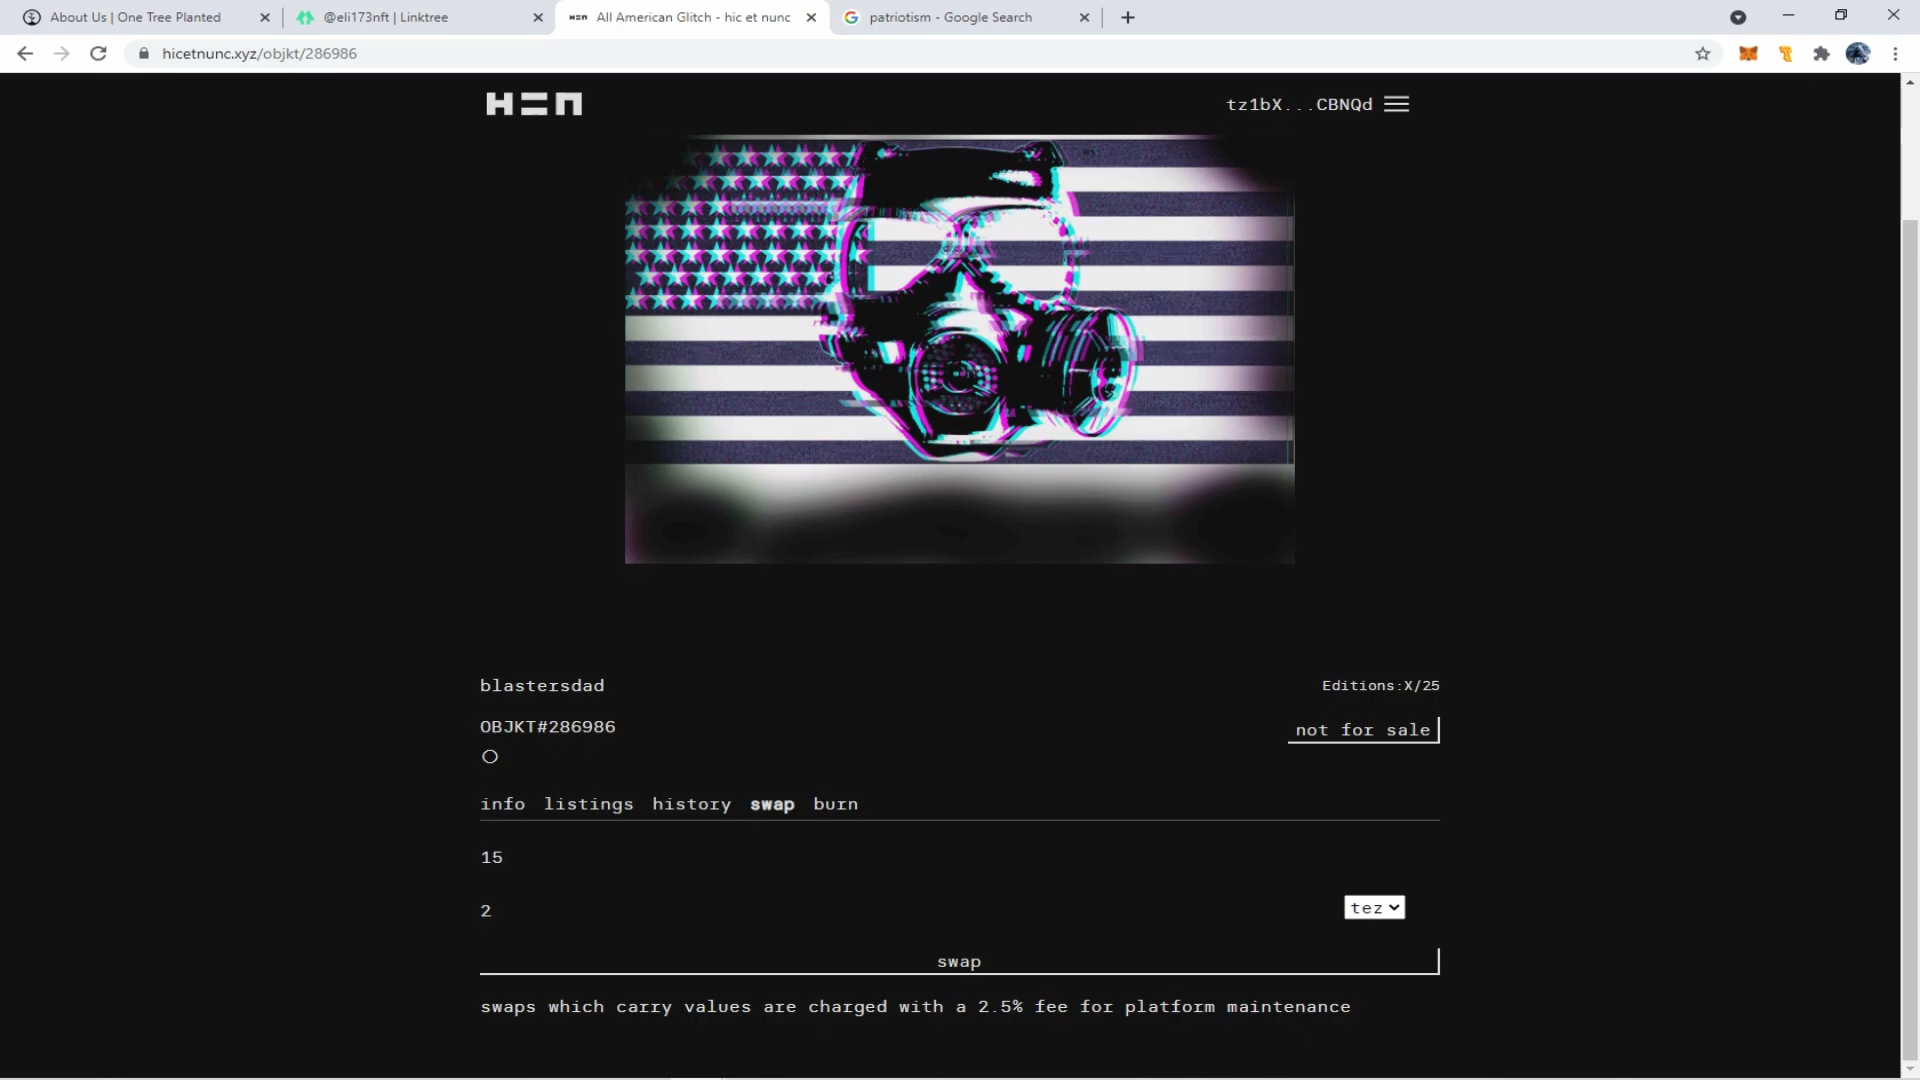 About Us | One Tree Planted
@eli173nft | Linktree
All American Glitch - hic et nunc
patriotism - Google Search
hicetnunc.xyz/objkt/286986
H=N
tz1bX...CBNQd
blastersdad
Editions:X/25
OBJKT#286986
not for sale
info listings history swap burn
15
2
tez
swap
swaps which carry values are charged with a 2.5% fee for platform maintenance